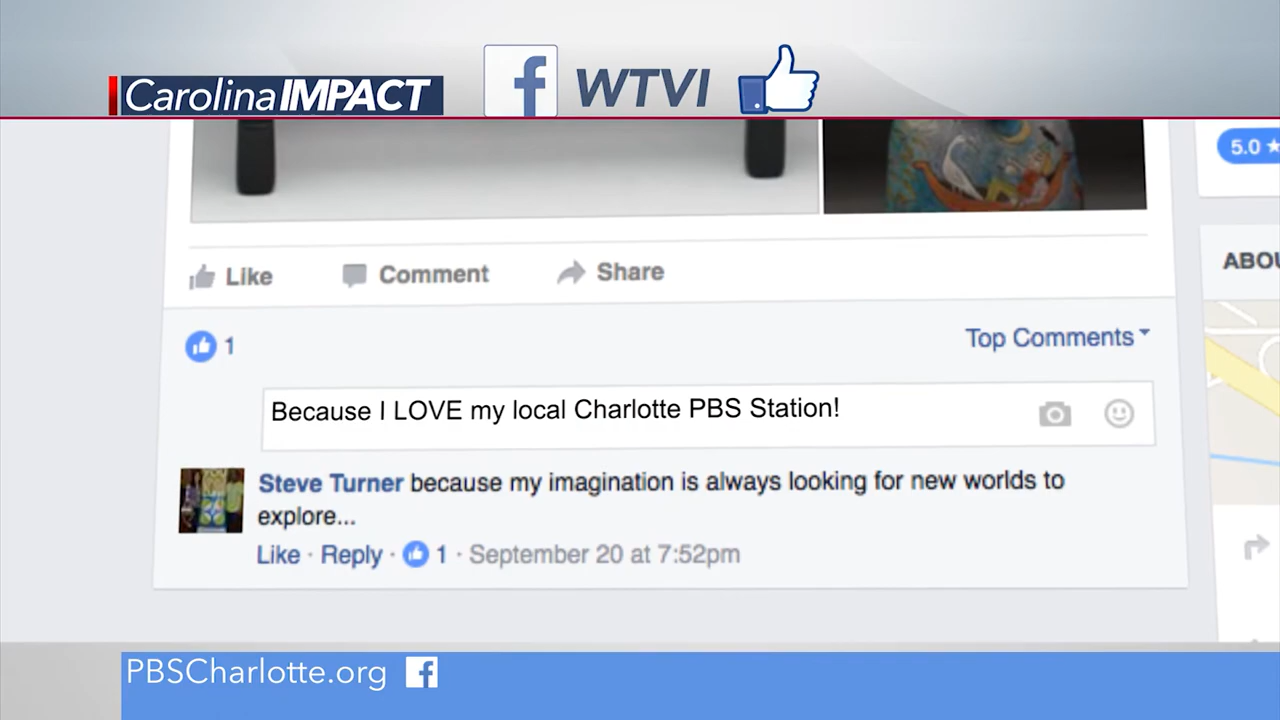 Carolina IMPACT
f WTVI
5.0
Like Comment Share
ABOU
1
Top Comments
Because I LOVE my local Charlotte PBS Station!
Steve Turner because my imagination is always looking for new worlds to
explore...
Like · Reply · 1 · September 20 at 7:52pm
PBSCharlotte.org f